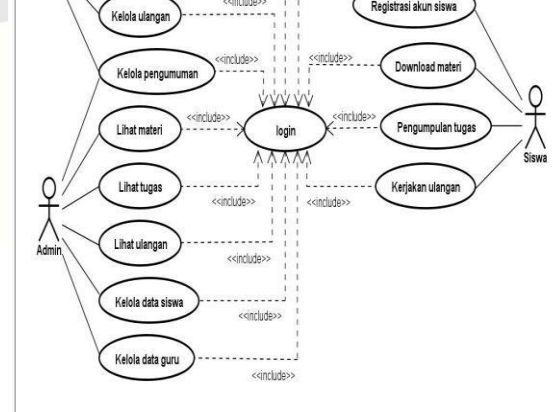 <<include>>
Registrasi akun siswa
Kelola ulangan
<<include>>
<<include>>
Kelola pengumuman
Download materi
<<include>>
<<include>>
Lihat materi
login
Pengumpulan tugas
Siswa
Lihat tugas
Kerjakan ulangan
<<include>>
<<include>>
Admin
Lihat ulangan
<<include>>
Kelola data siswa
<<include>>
Kelola data guru
<<include>>